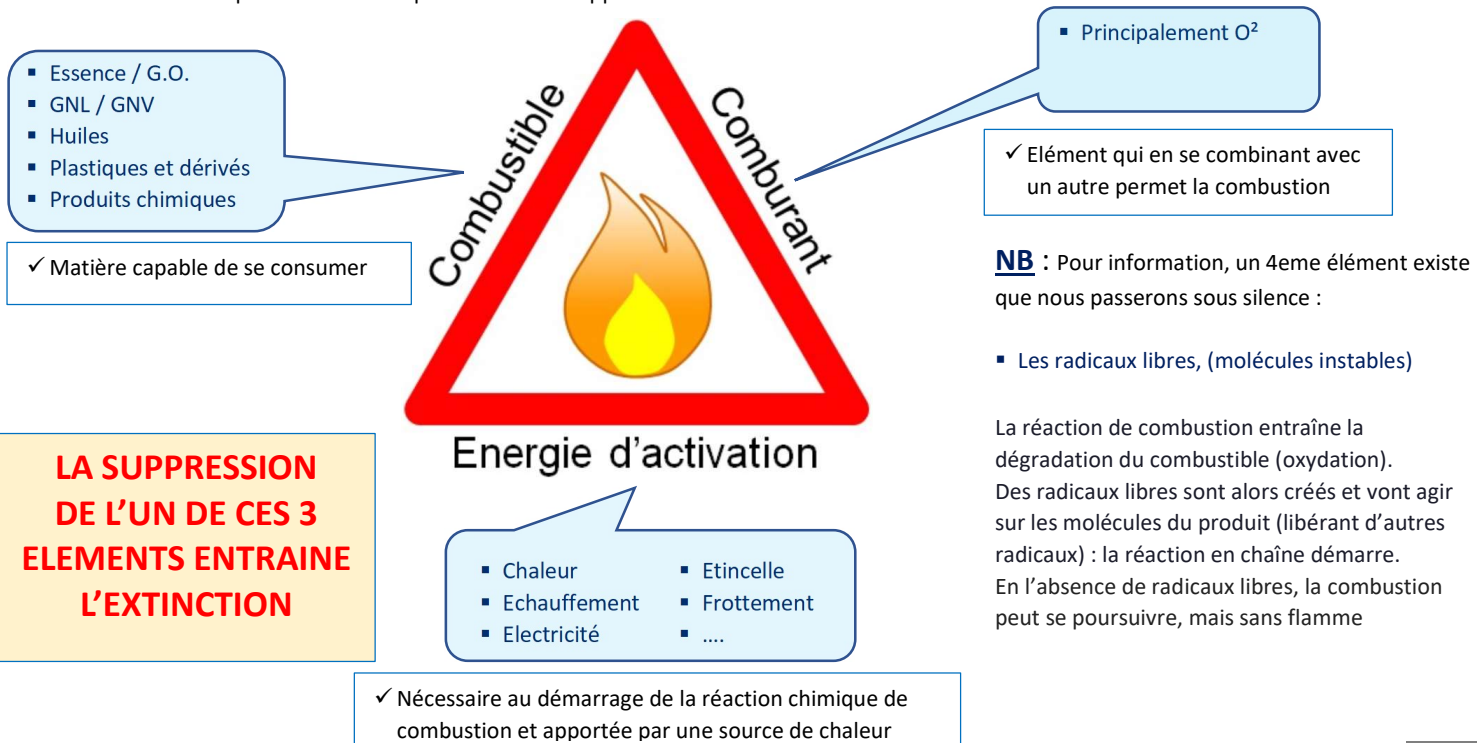 ▪ Essence / G.O.
▪ GNL / GNV
▪ Huiles
▪ Plastiques et dérivés
▪ Produits chimiques
✓ Matière capable de se consumer
Combustible
Comburant
Energie d’activation
▪ Principalement O²
✓ Elément qui en se combinant avec
un autre permet la combustion
NB : Pour information, un 4eme élément existe
que nous passerons sous silence :
▪ Les radicaux libres, (molécules instables)
La réaction de combustion entraîne la
dégradation du combustible (oxydation).
Des radicaux libres sont alors créés et vont agir
sur les molécules du produit (libérant d’autres
radicaux) : la réaction en chaîne démarre.
En l’absence de radicaux libres, la combustion
peut se poursuivre, mais sans flamme
LA SUPPRESSION
DE L’UN DE CES 3
ELEMENTS ENTRAINE
L’EXTINCTION
▪ Chaleur ▪ Etincelle
▪ Echauffement ▪ Frottement
▪ Electricité ▪ ....
✓ Nécessaire au démarrage de la réaction chimique de
combustion et apportée par une source de chaleur